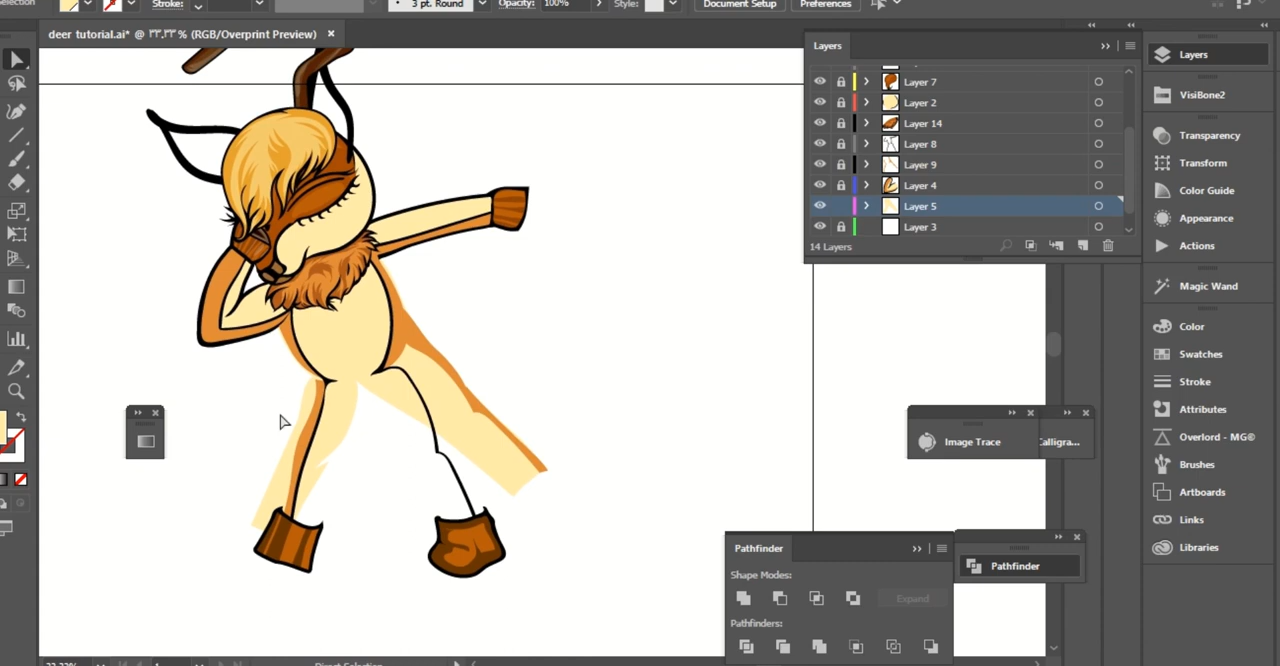 Selection Stroke: 3 pt. Round Opacity: 100% Style: Document Setup Preferences
deer tutorial.ai* @ ٣٣,٣٣ % (RGB/Overprint Preview) ×
Layers
Layer 7
Layer 2
Layer 14
Layer 8
Layer 9
Layer 4
Layer 5
Layer 3
14 Layers
Layers
VisiBone2
Transparency
Transform
Color Guide
Appearance
Actions
Magic Wand
Color
Swatches
Stroke
Attributes
Overlord - MG®
Brushes
Artboards
Links
Libraries
Image Trace
Calligra...
Pathfinder
Shape Modes:
Expand
Pathfinders:
Pathfinder
Direct Selection